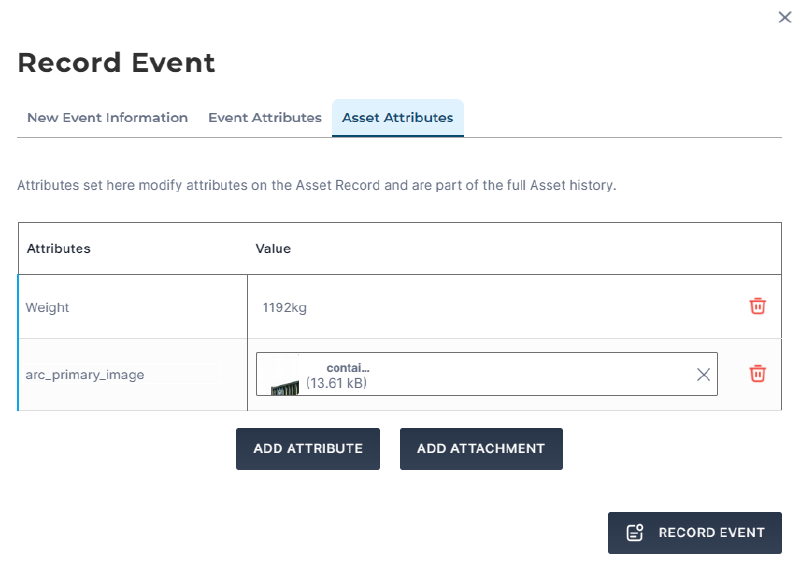 Record Event
New Event Information Event Attributes Asset Attributes
Attributes set here modify attributes on the Asset Record and are part of the full Asset history.
Attributes Value
Weight 1192kg
arc_primary_image contai...
(13.61 kB)
ADD ATTRIBUTE ADD ATTACHMENT
RECORD EVENT